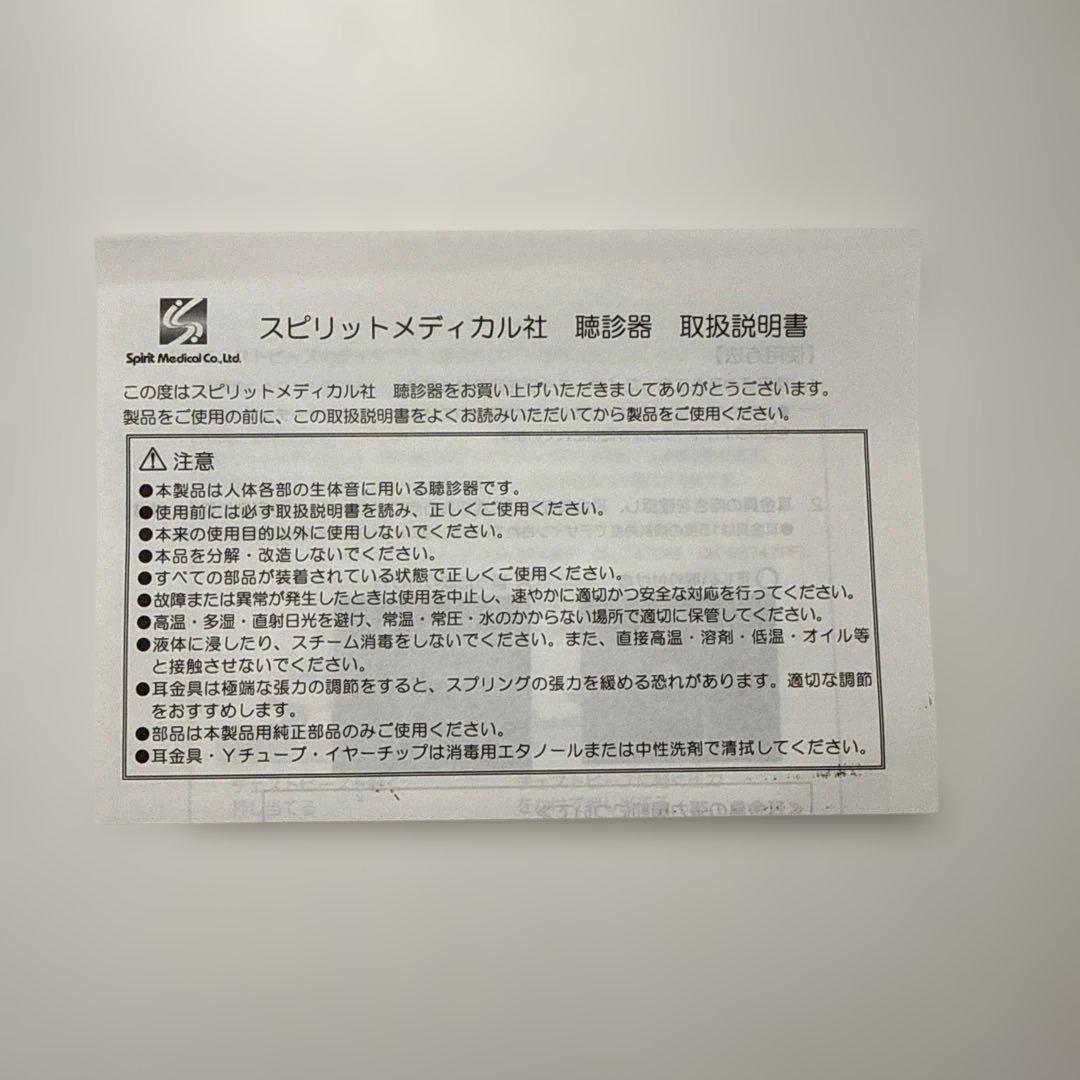 スピリットメディカル社　聴診器　取扱説明書
Spirit Medical Co.,Ltd.
この度はスピリットメディカル社　聴診器をお買い上げいただきましてありがとうございます。
製品をご使用の前に、この取扱説明書をよくお読みいただいてから製品をご使用ください。
⚠ 注意
●本製品は人体各部の生体音に用いる聴診器です。
●使用前には必ず取扱説明書を読み、正しくご使用ください。
●本来の使用目的以外に使用しないでください。
●本品を分解・改造しないでください。
●すべての部品が装着されている状態で正しくご使用ください。
●故障または異常が発生したときは使用を中止し、速やかに適切かつ安全な対応を行ってください。
●高温・多湿・直射日光を避け、常温・常圧・水のかからない場所で適切に保管してください。
●液体に浸したり、スチーム消毒をしないでください。また、直接高温・溶剤・低温・オイル等
と接触させないでください。
●耳金具は極端な張力の調節をすると、スプリングの張力を緩める恐れがあります。適切な調節
をおすすめします。
●部品は本製品用純正部品のみご使用ください。
●耳金具・Yチューブ・イヤーチップは消毒用エタノールまたは中性洗剤で清拭してください。